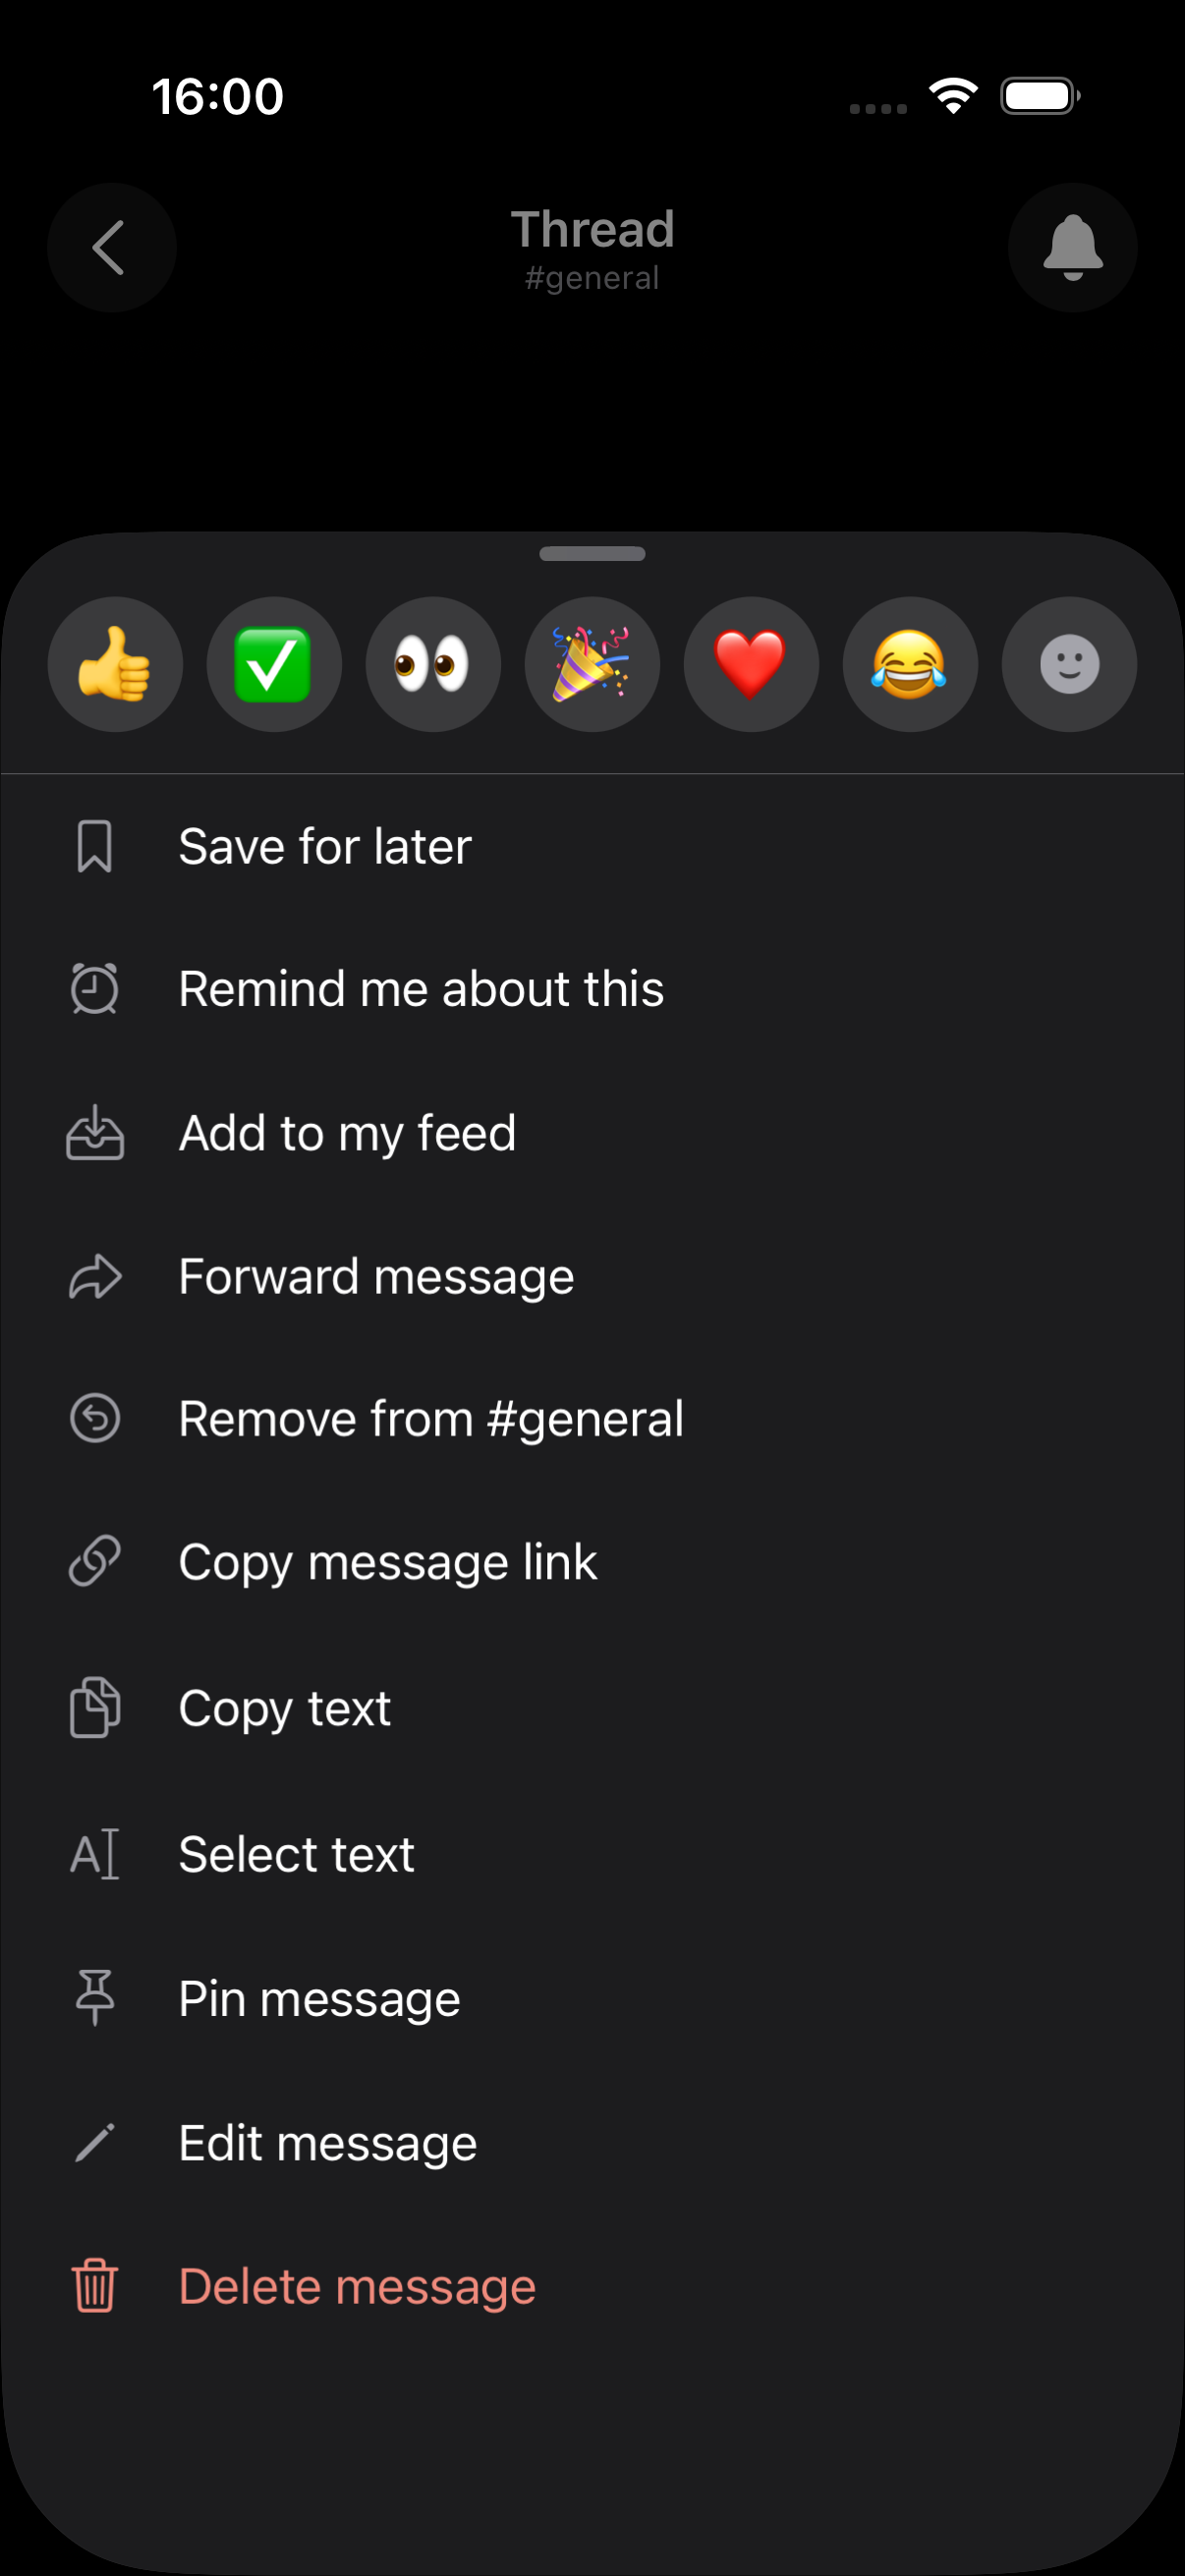 16:00
Thread
#general
👍 ✅ 👀 🎉 ❤️ 😂
Save for later
Remind me about this
Add to my feed
Forward message
Remove from #general
Copy message link
Copy text
Select text
Pin message
Edit message
Delete message